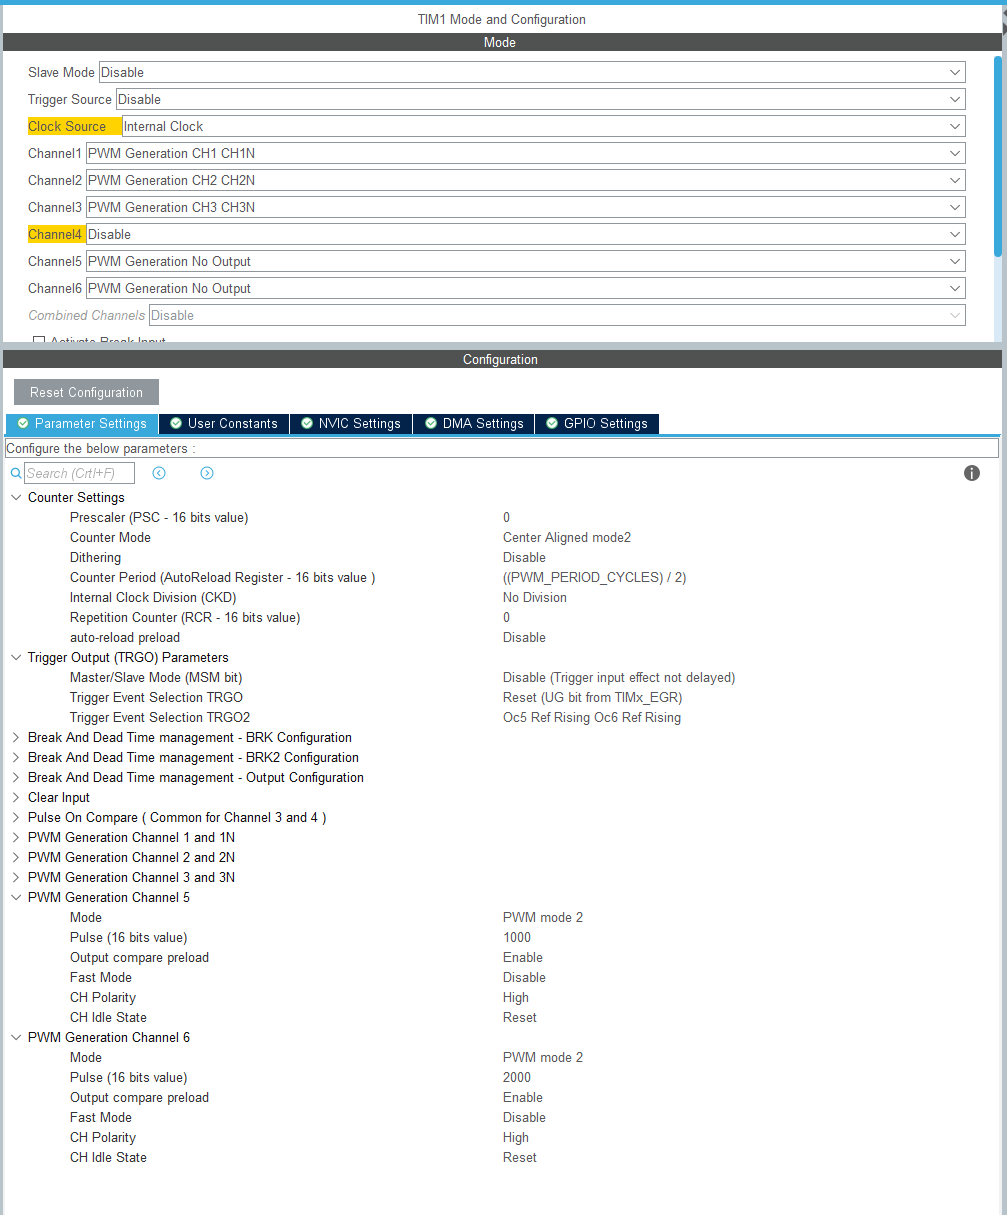 TIM1 Mode and Configuration
Mode
Slave Mode Disable
Trigger Source Disable
Clock Source Internal Clock
Channel1 PWM Generation CH1 CH1N
Channel2 PWM Generation CH2 CH2N
Channel3 PWM Generation CH3 CH3N
Channel4 Disable
Channel5 PWM Generation No Output
Channel6 PWM Generation No Output
Combined Channels Disable
Activate Break Input
Configuration
Reset Configuration
Parameter Settings User Constants NVIC Settings DMA Settings GPIO Settings
Configure the below parameters :
Search (Crtl+F)
Counter Settings
Prescaler (PSC - 16 bits value) 0
Counter Mode Center Aligned mode2
Dithering Disable
Counter Period (AutoReload Register - 16 bits value ) ((PWM_PERIOD_CYCLES) / 2)
Internal Clock Division (CKD) No Division
Repetition Counter (RCR - 16 bits value) 0
auto-reload preload Disable
Trigger Output (TRGO) Parameters
Master/Slave Mode (MSM bit) Disable (Trigger input effect not delayed)
Trigger Event Selection TRGO Reset (UG bit from TIMx_EGR)
Trigger Event Selection TRGO2 Oc5 Ref Rising Oc6 Ref Rising
Break And Dead Time management - BRK Configuration
Break And Dead Time management - BRK2 Configuration
Break And Dead Time management - Output Configuration
Clear Input
Pulse On Compare ( Common for Channel 3 and 4 )
PWM Generation Channel 1 and 1N
PWM Generation Channel 2 and 2N
PWM Generation Channel 3 and 3N
PWM Generation Channel 5
Mode PWM mode 2
Pulse (16 bits value) 1000
Output compare preload Enable
Fast Mode Disable
CH Polarity High
CH Idle State Reset
PWM Generation Channel 6
Mode PWM mode 2
Pulse (16 bits value) 2000
Output compare preload Enable
Fast Mode Disable
CH Polarity High
CH Idle State Reset